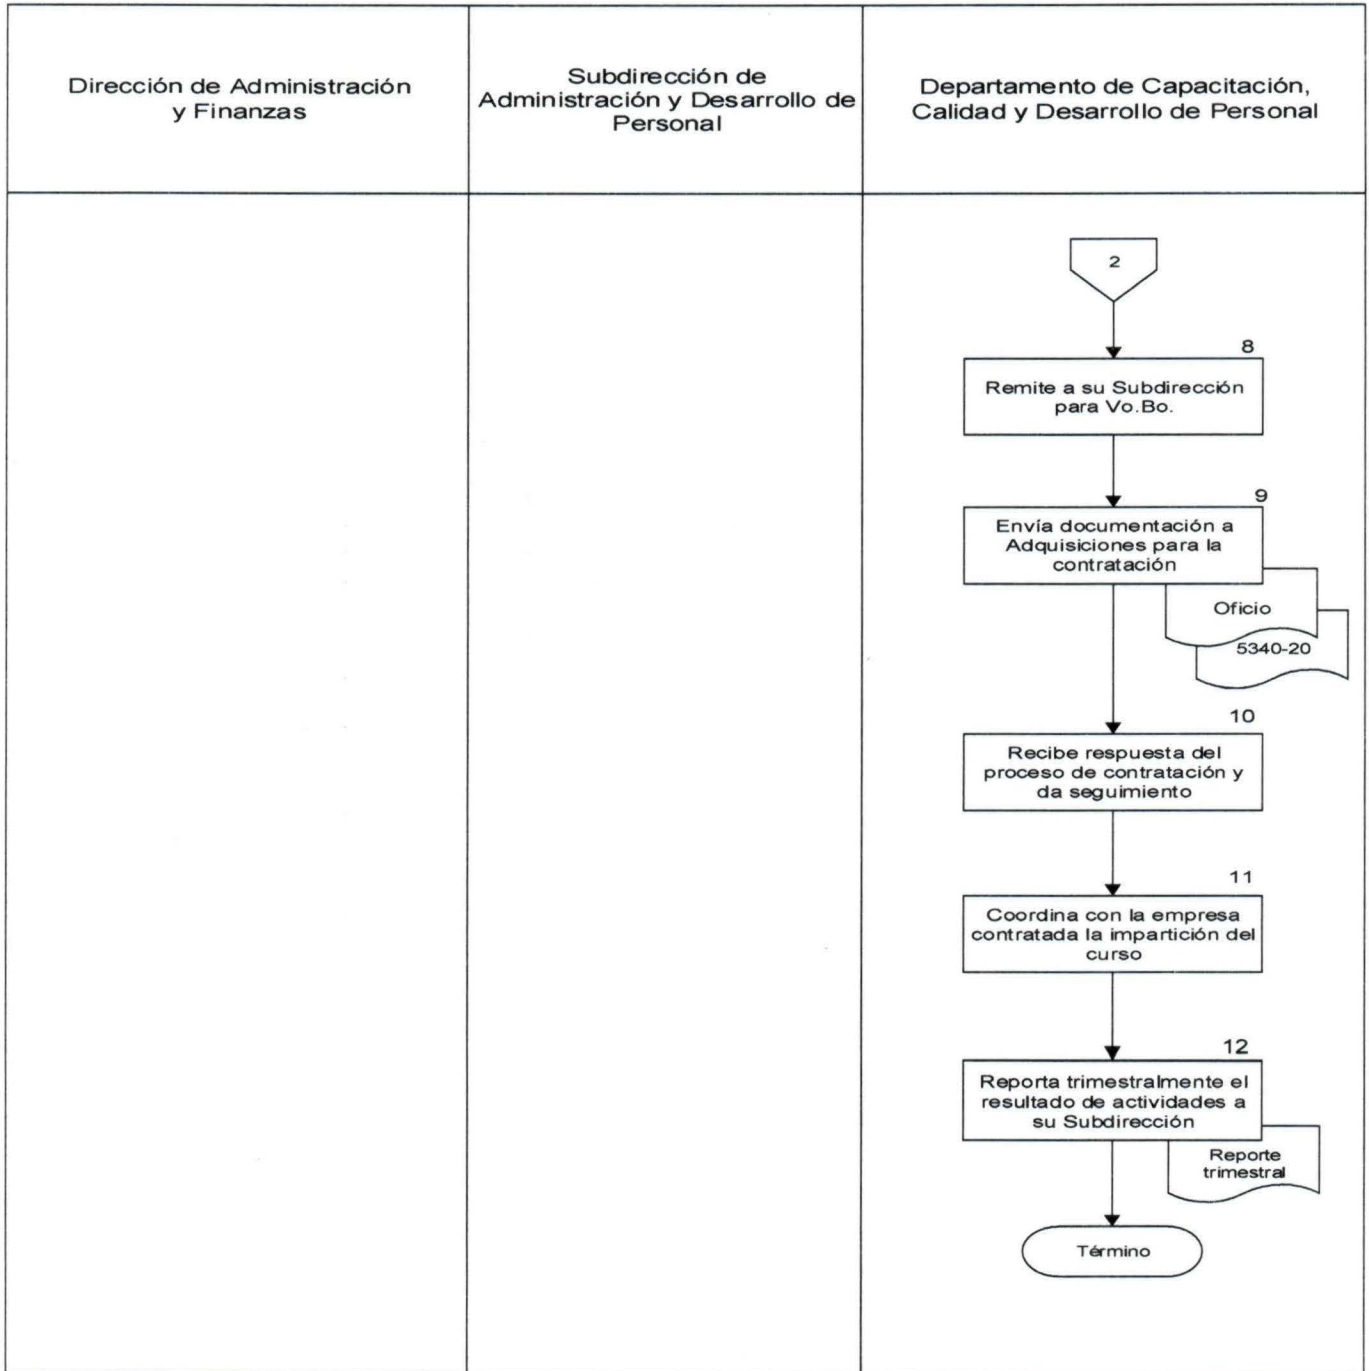 Dirección de Administración
y Finanzas
Subdirección de
Administración y Desarrollo de
Personal
Departamento de Capacitación,
Calidad y Desarrollo de Personal
2
8
Remite a su Subdirección
para Vo.Bo.
9
Envía documentación a
Adquisiciones para la
contratación
Oficio
5340-20
10
Recibe respuesta del
proceso de contratación y
da seguimiento
11
Coordina con la empresa
contratada la impartición del
curso
12
Reporta trimestralmente el
resultado de actividades a
su Subdirección
Reporte
trimestral
Término